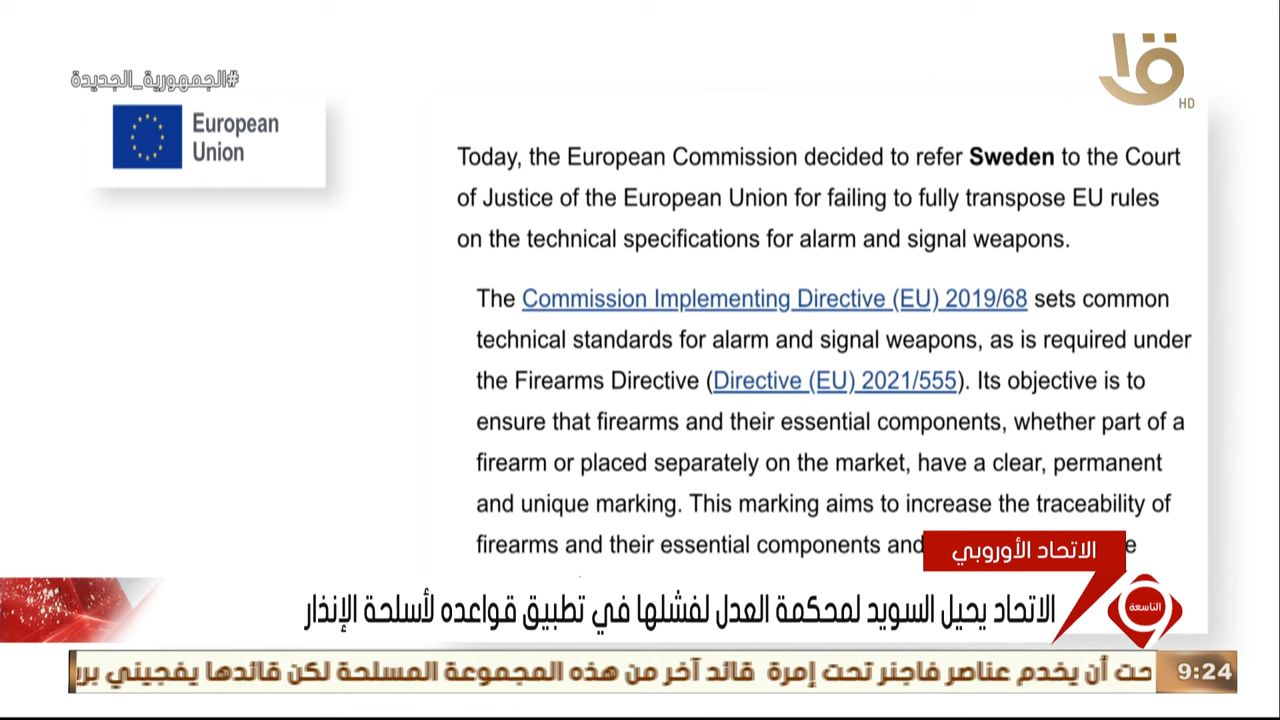 #الجمهورية_الجديدة
HD
European
Union
Today, the European Commission decided to refer Sweden to the Court
of Justice of the European Union for failing to fully transpose EU rules
on the technical specifications for alarm and signal weapons.
The Commission Implementing Directive (EU) 2019/68 sets common
technical standards for alarm and signal weapons, as is required under
the Firearms Directive (Directive (EU) 2021/555). Its objective is to
ensure that firearms and their essential components, whether part of a
firearm or placed separately on the market, have a clear, permanent
and unique marking. This marking aims to increase the traceability of
firearms and their essential components and
الاتحاد الأوروبي
الاتحاد يحيل السويد لمحكمة العدل لفشلها في تطبيق قواعده لأسلحة الإنذار
التاسعة
حت أن يخدم عناصر فاجنر تحت إمرة قائد آخر من هذه المجموعة المسلحة لكن قائدها يفجيني بري
9:24